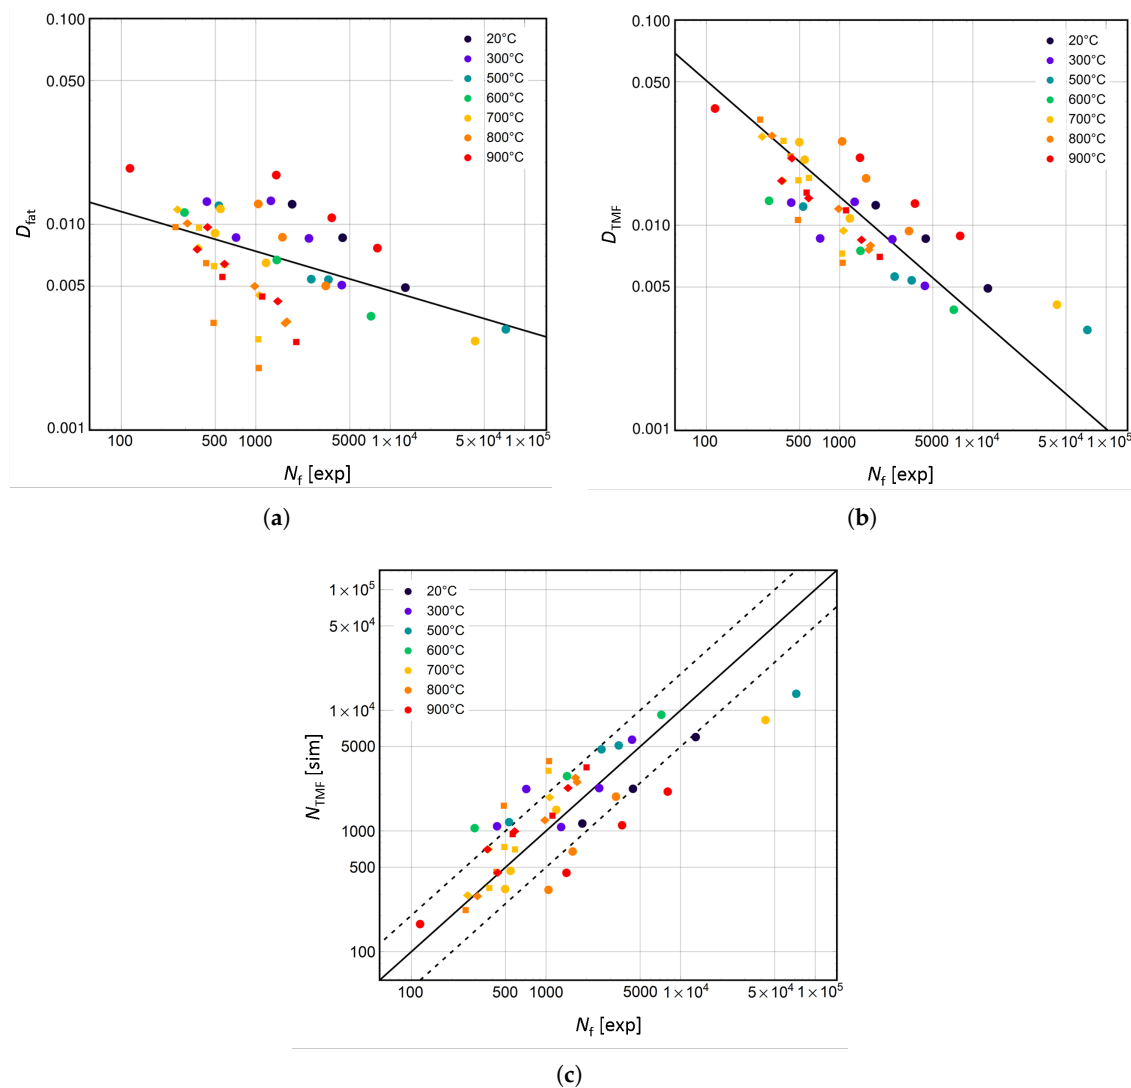 0.100
0.050
0.010
0.005
0.001
D_fat
20°C
300°C
500°C
600°C
700°C
800°C
900°C
100 500 1000 5000 1×10⁴ 5×10⁴ 1×10⁵
N_f [exp]
(a)
0.100
0.050
0.010
0.005
0.001
D_TMF
20°C
300°C
500°C
600°C
700°C
800°C
900°C
100 500 1000 5000 1×10⁴ 5×10⁴ 1×10⁵
N_f [exp]
(b)
1×10⁵
5×10⁴
1×10⁴
5000
1000
500
100
N_TMF [sim]
20°C
300°C
500°C
600°C
700°C
800°C
900°C
100 500 1000 5000 1×10⁴ 5×10⁴ 1×10⁵
N_f [exp]
(c)